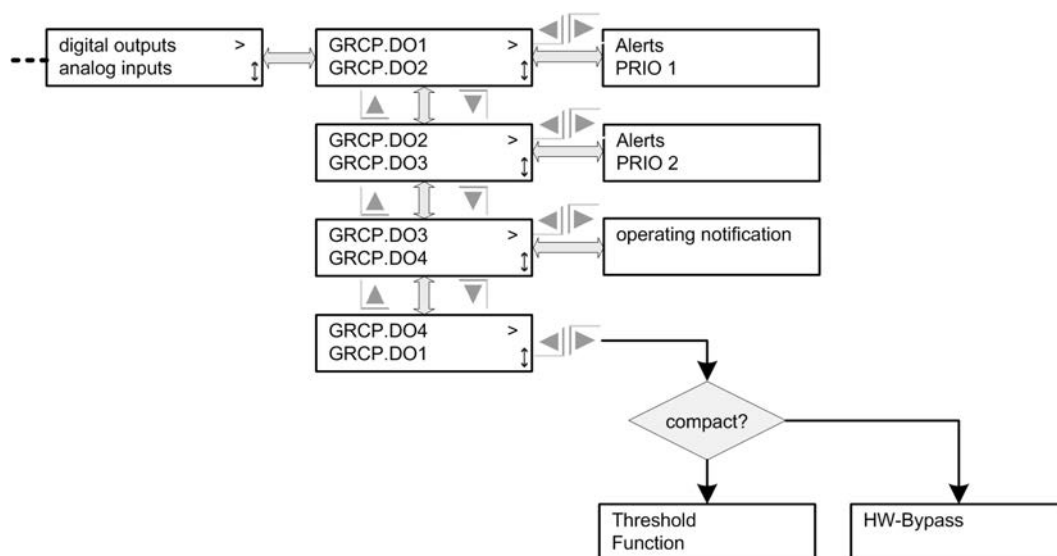 digital outputs >
analog inputs
GRCP.DO1 >
GRCP.DO2
Alerts
PRIO 1
GRCP.DO2 >
GRCP.DO3
Alerts
PRIO 2
GRCP.DO3 >
GRCP.DO4
operating notification
GRCP.DO4 >
GRCP.DO1
compact?
Threshold
Function
HW-Bypass